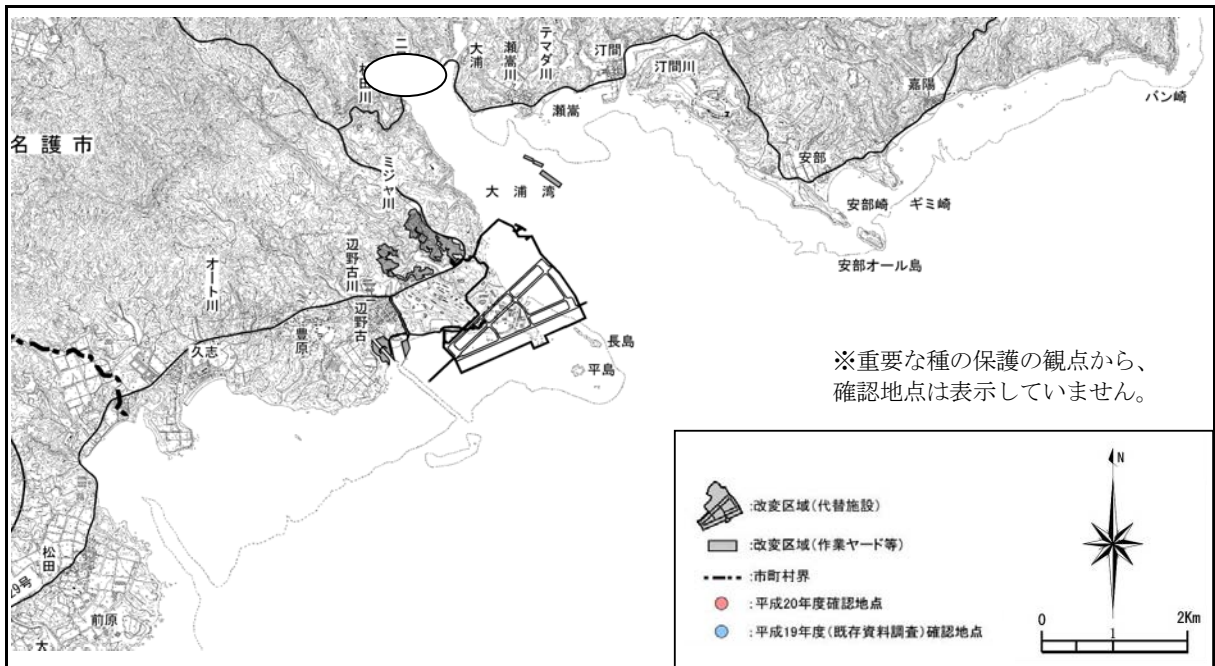 二
大浦
瀬嵩川
テマダ川
汀間
汀間川
嘉陽
バン崎
田川
瀬嵩
名護市
安部
ミジャ川
大浦湾
安部崎
ギミ崎
安部オール島
辺野古川
オート川
辺野古
豊原
久志
長島
平島
※重要な種の保護の観点から、
確認地点は表示していません。
N
:改変区域(代替施設)
:改変区域(作業ヤード等)
:市町村界
:平成20年度確認地点
:平成19年度(既存資料調査)確認地点
0 1 2Km
松田
29号
前原